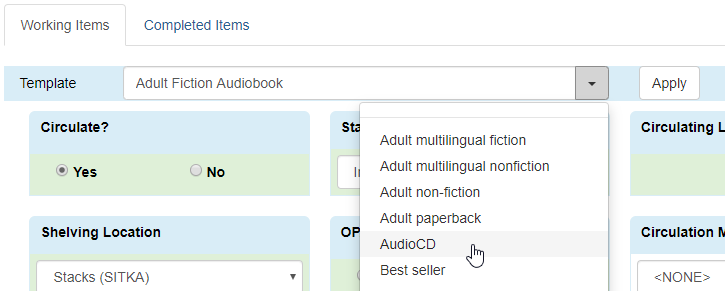 Working Items Completed Items
Template Adult Fiction Audiobook Apply
Circulate? Sta Circulating L
Adult multilingual fiction
Adult multilingual nonfiction
Yes No In
Adult non-fiction
Adult paperback
Shelving Location OP Circulation M
AudioCD
Stacks (SITKA) Best seller <NONE>